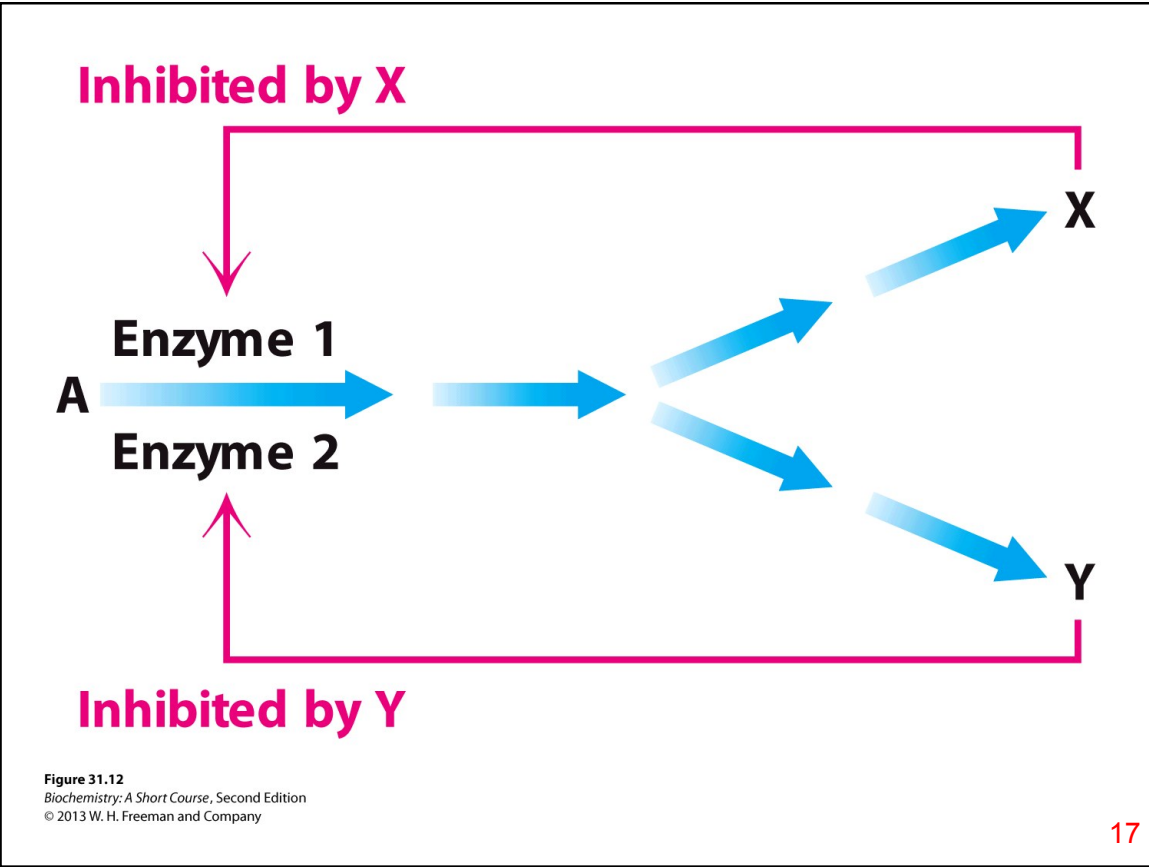 Inhibited by X
X
Enzyme 1
A
Enzyme 2
Y
Inhibited by Y
Figure 31.12
Biochemistry: A Short Course, Second Edition
© 2013 W. H. Freeman and Company
17